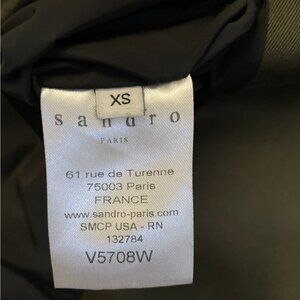 XS
sandro
PARIS
61 rue de Turenne
75003 Paris
FRANCE
www.sandro-paris.com
SMCP USA - RN
132784
V5708W